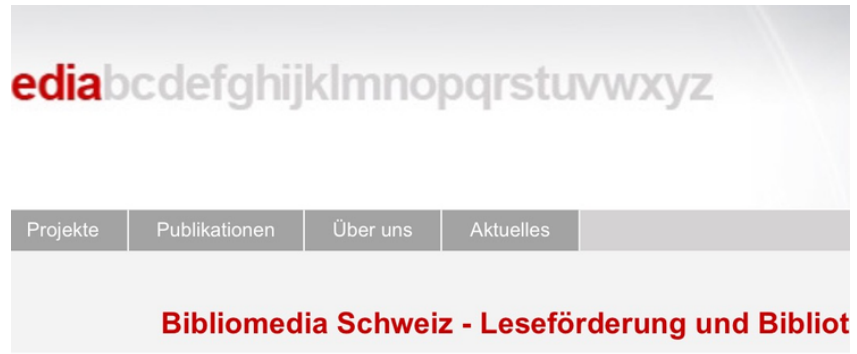 ediabcdefghijklmnopqrstuvwxyz
Projekte Publikationen Über uns Aktuelles
Bibliomedia Schweiz - Leseförderung und Bibliot